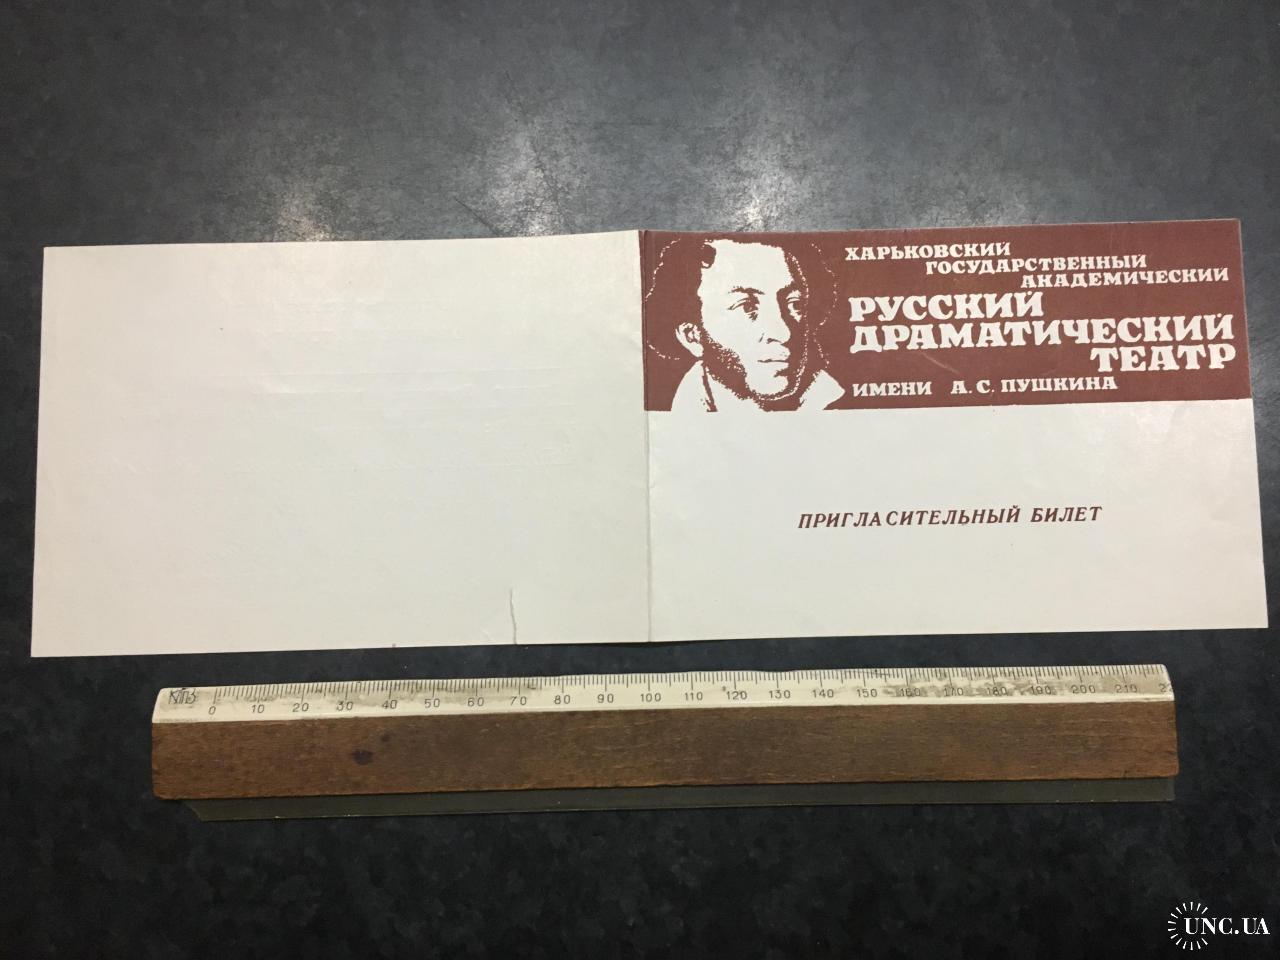 ХАРЬКОВСКИЙ
ГОСУДАРСТВЕННЫЙ
АКАДЕМИЧЕСКИЙ
РУССКИЙ
ДРАМАТИЧЕСКИЙ
ТЕАТР
ИМЕНИ А. С. ПУШКИНА
ПРИГЛАСИТЕЛЬНЫЙ БИЛЕТ
0 10 20 30 40 50 60 70 80 90 100 110 120 130 140 150 160 170 180 190 200 210
UNC.UA